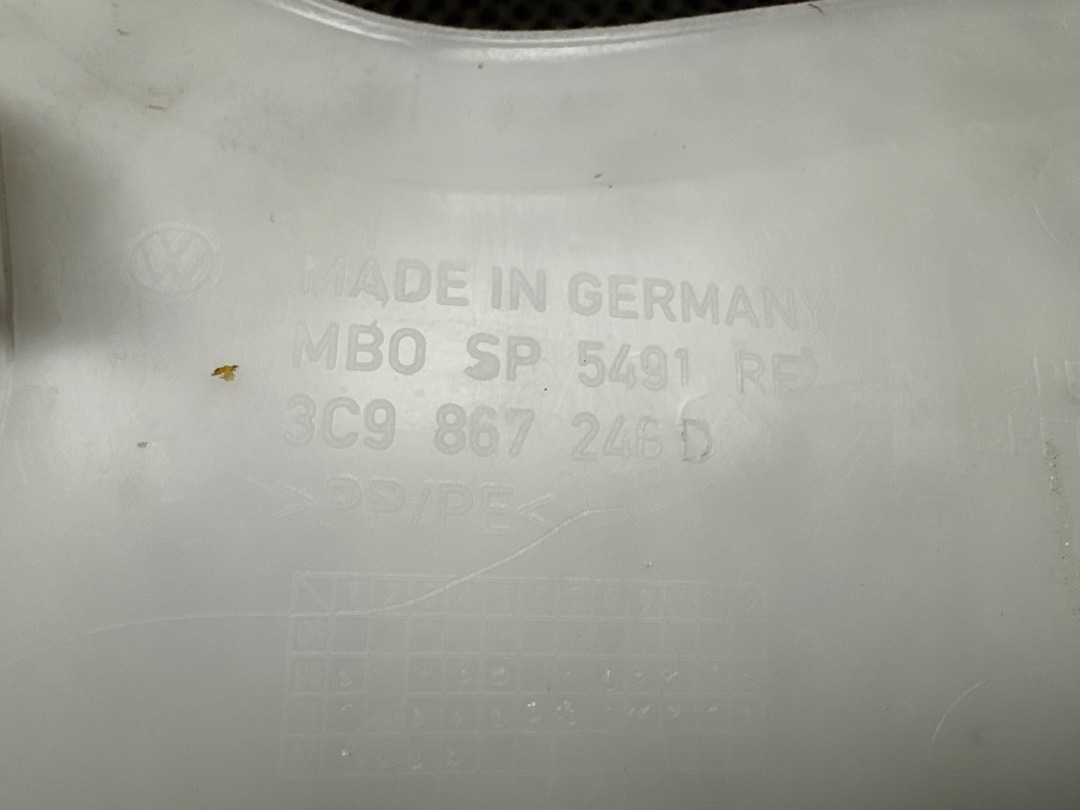 MADE IN GERMANY
MBO SP 5491 RE
3C9 867 246 D
>PP/PE<